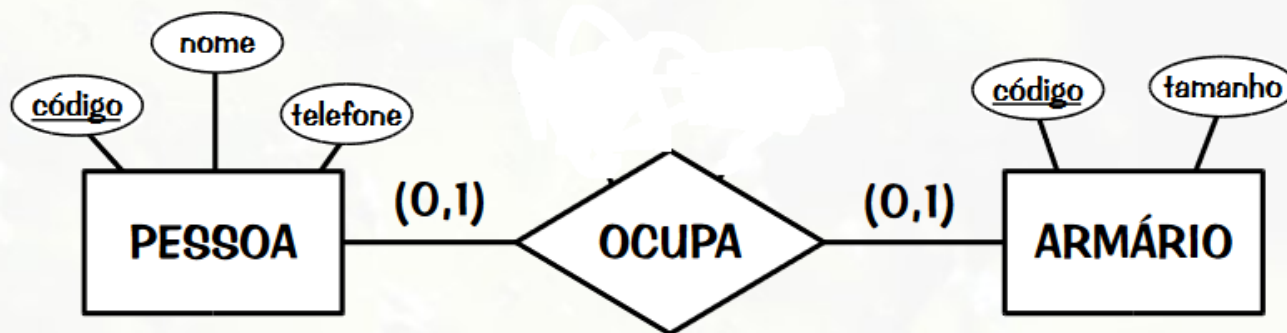 nome
código
telefone
código
tamanho
(0,1)
(0,1)
PESSOA
OCUPA
ARMÁRIO